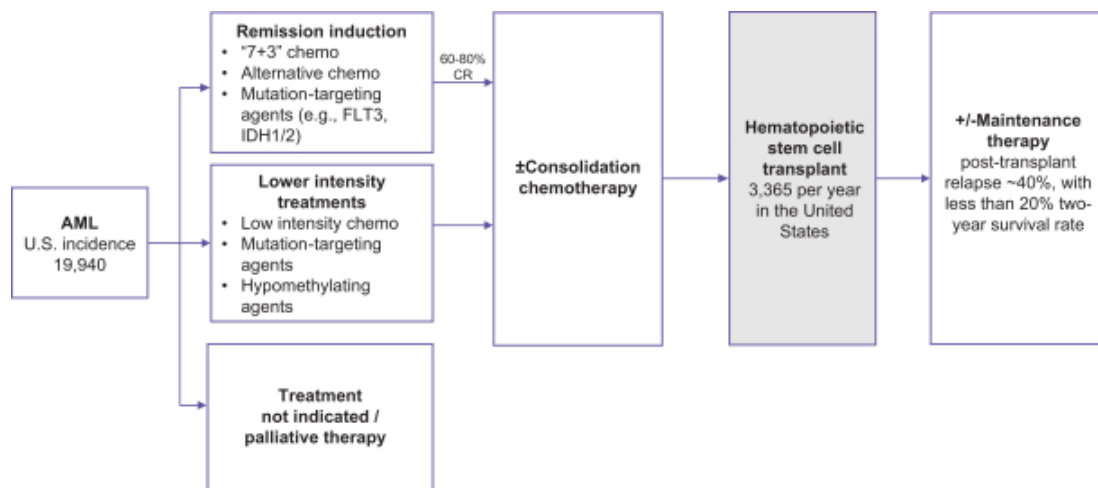 AML
U.S. incidence
19,940
Remission induction
• “7+3” chemo
• Alternative chemo
• Mutation-targeting
agents (e.g., FLT3,
IDH1/2)
60-80%
CR
Lower intensity
treatments
• Low intensity chemo
• Mutation-targeting
agents
• Hypomethylating
agents
Treatment
not indicated /
palliative therapy
±Consolidation
chemotherapy
Hematopoietic
stem cell
transplant
3,365 per year
in the United
States
+/-Maintenance
therapy
post-transplant
relapse ~40%, with
less than 20% two-
year survival rate